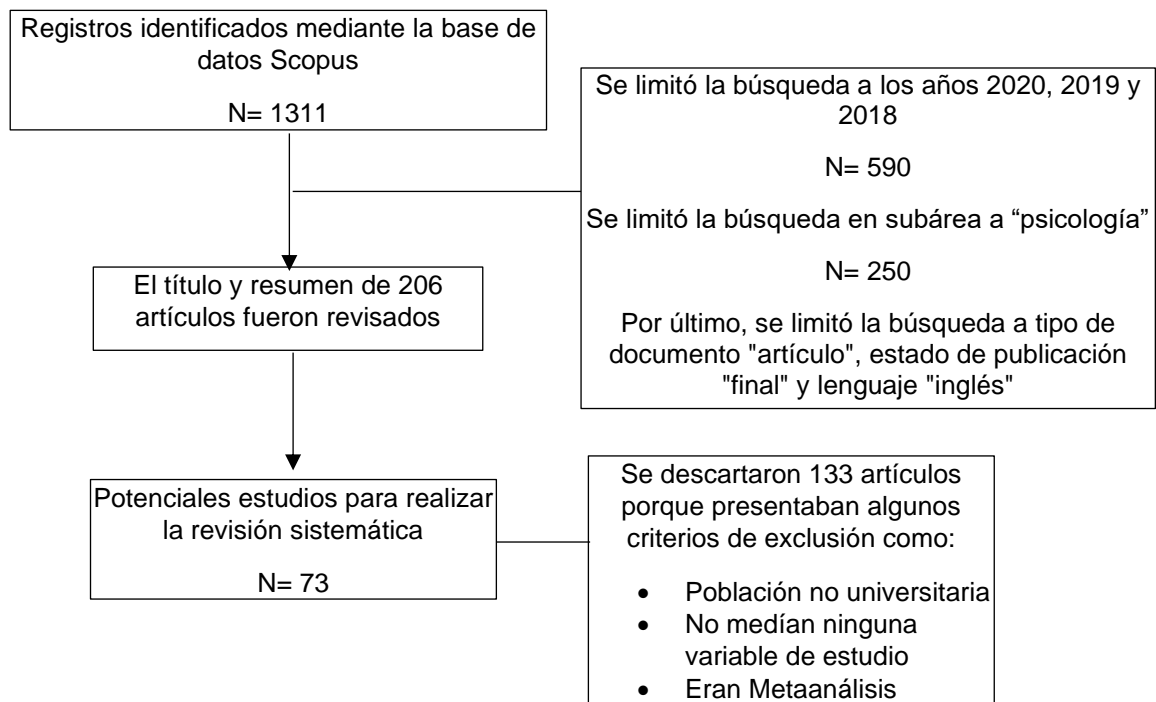 Registros identificados mediante la base de
datos Scopus
N= 1311
Se limitó la búsqueda a los años 2020, 2019 y
2018
N= 590
Se limitó la búsqueda en subárea a “psicología”
N= 250
Por último, se limitó la búsqueda a tipo de
documento "artículo", estado de publicación
"final" y lenguaje "inglés"
El título y resumen de 206
artículos fueron revisados
Potenciales estudios para realizar
la revisión sistemática
N= 73
Se descartaron 133 artículos
porque presentaban algunos
criterios de exclusión como:
• Población no universitaria
• No medían ninguna
variable de estudio
• Eran Metaanálisis